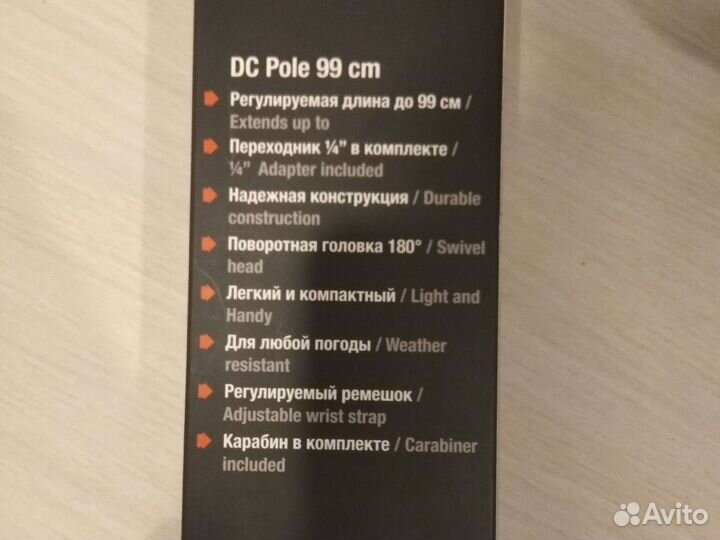 DC Pole 99 cm
Регулируемая длина до 99 см /
Extends up to
Переходник ¼” в комплекте /
¼” Adapter included
Надежная конструкция / Durable
construction
Поворотная головка 180° / Swivel
head
Легкий и компактный / Light and
Handy
Для любой погоды / Weather
resistant
Регулируемый ремешок /
Adjustable wrist strap
Карабин в комплекте / Carabiner
included
Avito